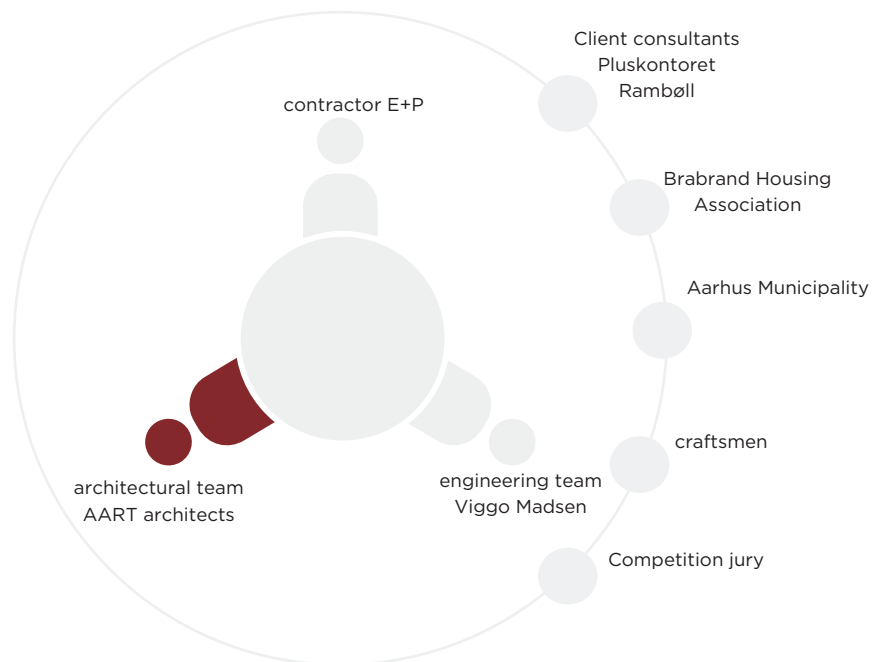 Client consultants
Pluskontoret
Rambøll
contractor E+P
Brabrand Housing
Association
Aarhus Municipality
craftsmen
architectural team
AART architects
engineering team
Viggo Madsen
Competition jury